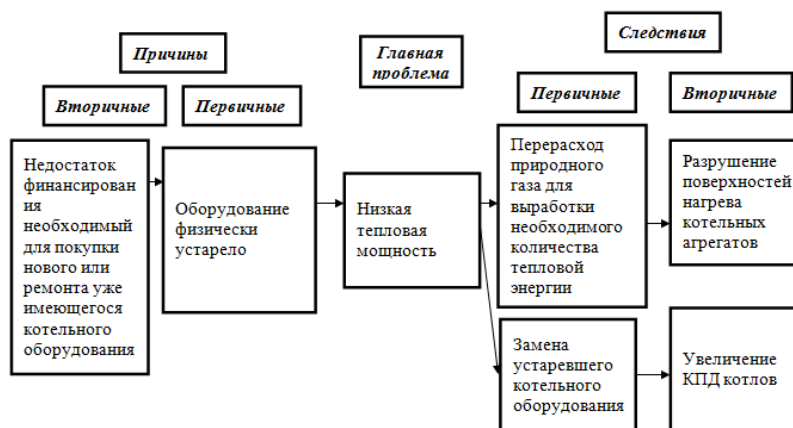 Причины
Главная
проблема
Следствия
Вторичные
Первичные
Первичные
Вторичные
Недостаток
финансирован
ия
необходимый
для покупки
нового или
ремонта уже
имеющегося
котельного
оборудования
Оборудование
физически
устарело
Низкая
тепловая
мощность
Перерасход
природного
газа для
выработки
необходимого
количества
тепловой
энергии
Разрушение
поверхностей
нагрева
котельных
агрегатов
Замена
устаревшего
котельного
оборудования
Увеличение
КПД котлов